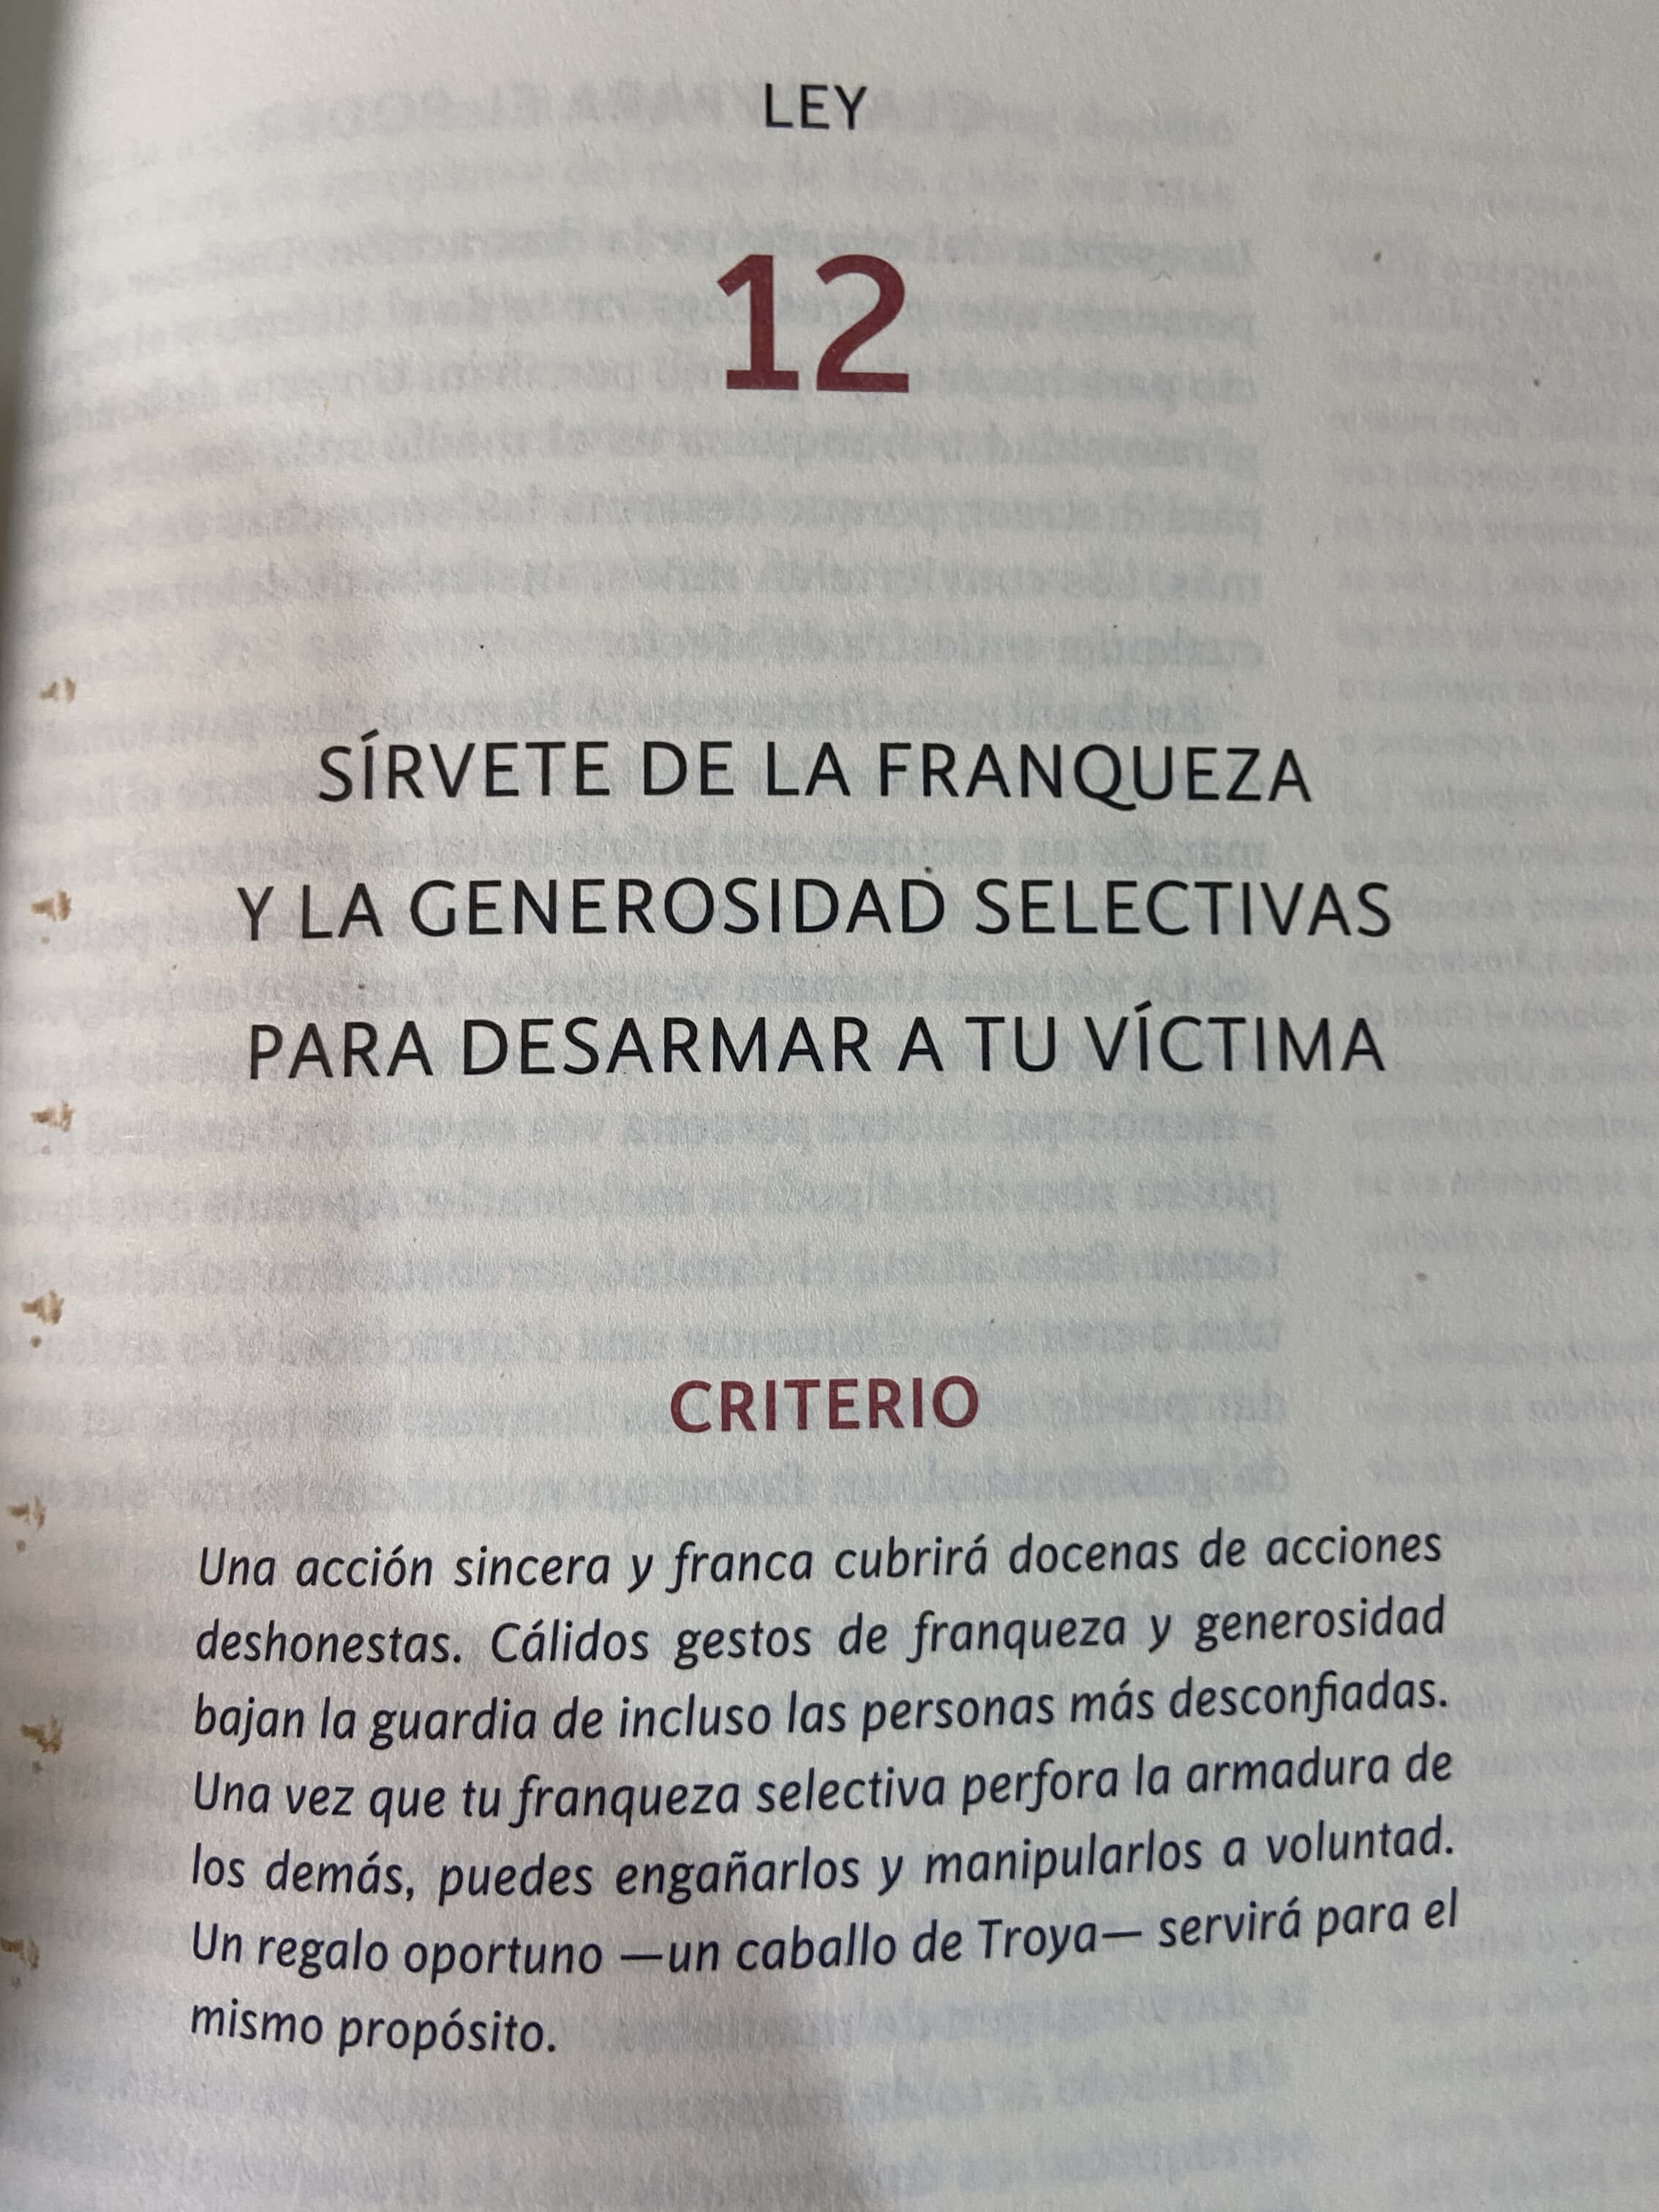 LEY
12
SÍRVETE DE LA FRANQUEZA
Y LA GENEROSIDAD SELECTIVAS
PARA DESARMAR A TU VÍCTIMA
CRITERIO
Una acción sincera y franca cubrirá docenas de acciones
deshonestas. Cálidos gestos de franqueza y generosidad
bajan la guardia de incluso las personas más desconfiadas.
Una vez que tu franqueza selectiva perfora la armadura de
los demás, puedes engañarlos y manipularlos a voluntad.
Un regalo oportuno —un caballo de Troya— servirá para el
mismo propósito.